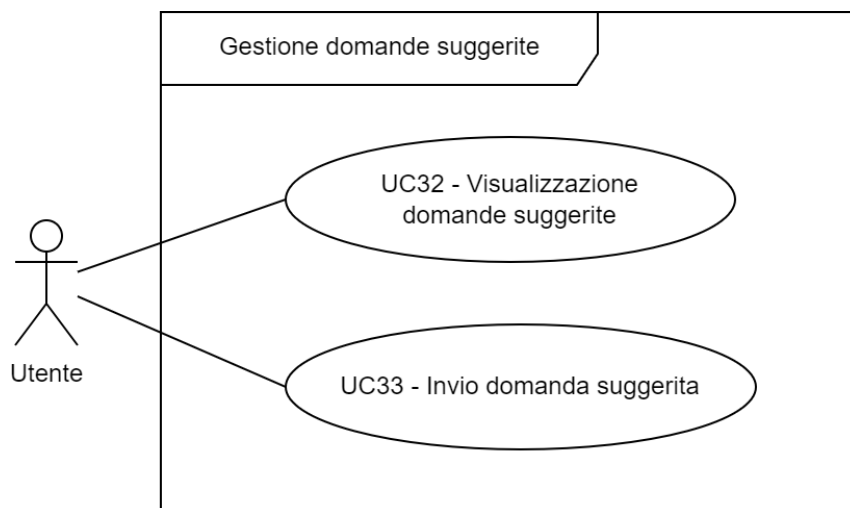 Gestione domande suggerite
UC32 - Visualizzazione
domande suggerite
UC33 - Invio domanda suggerita
Utente